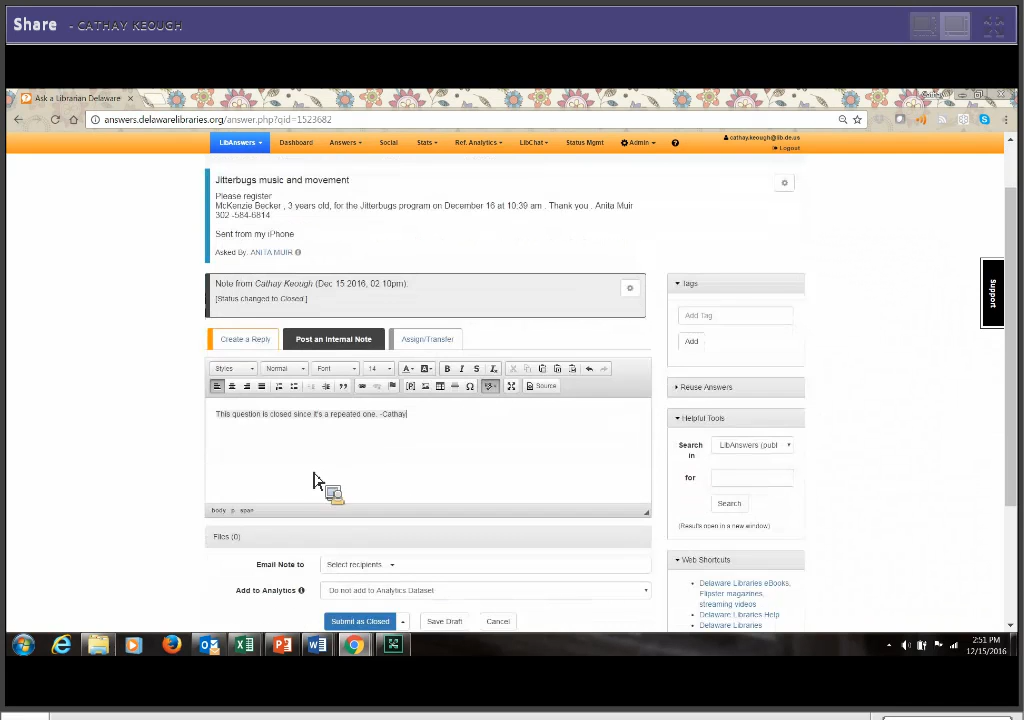 Share - CATHAY KEOUGH
Ask a Librarian Delaware
answers.delawarelibraries.org/answer.php?qid=1523682
LibAnswers Dashboard Answers Social Stats Ref. Analytics LibChat Status Mgmt Admin
cathay.keough@lib.de.us
Logout
Jitterbugs music and movement
Please register
McKenzie Becker , 3 years old, for the Jitterbugs program on December 16 at 10:39 am . Thank you . Anita Muir
302 -584-6814
Sent from my iPhone
Asked By: ANITA MUIR
Note from Cathay Keough (Dec 15 2016, 02:10pm):
[Status changed to Closed ]
Create a Reply
Post an Internal Note
Assign/Transfer
Styles Normal Font 14
Source
This question is closed since it's a repeated one. -Cathay
body p span
Files (0)
Email Note to Select recipients
Add to Analytics Do not add to Analytics Dataset
Submit as Closed Save Draft Cancel
Tags
Add Tag
Add
Reuse Answers
Helpful Tools
Search in LibAnswers (publ
for
Search
(Results open in a new window)
Web Shortcuts
Delaware Libraries eBooks,
Flipster magazines,
streaming videos
Delaware Libraries Help
Delaware Libraries
Support
2:51 PM
12/15/2016